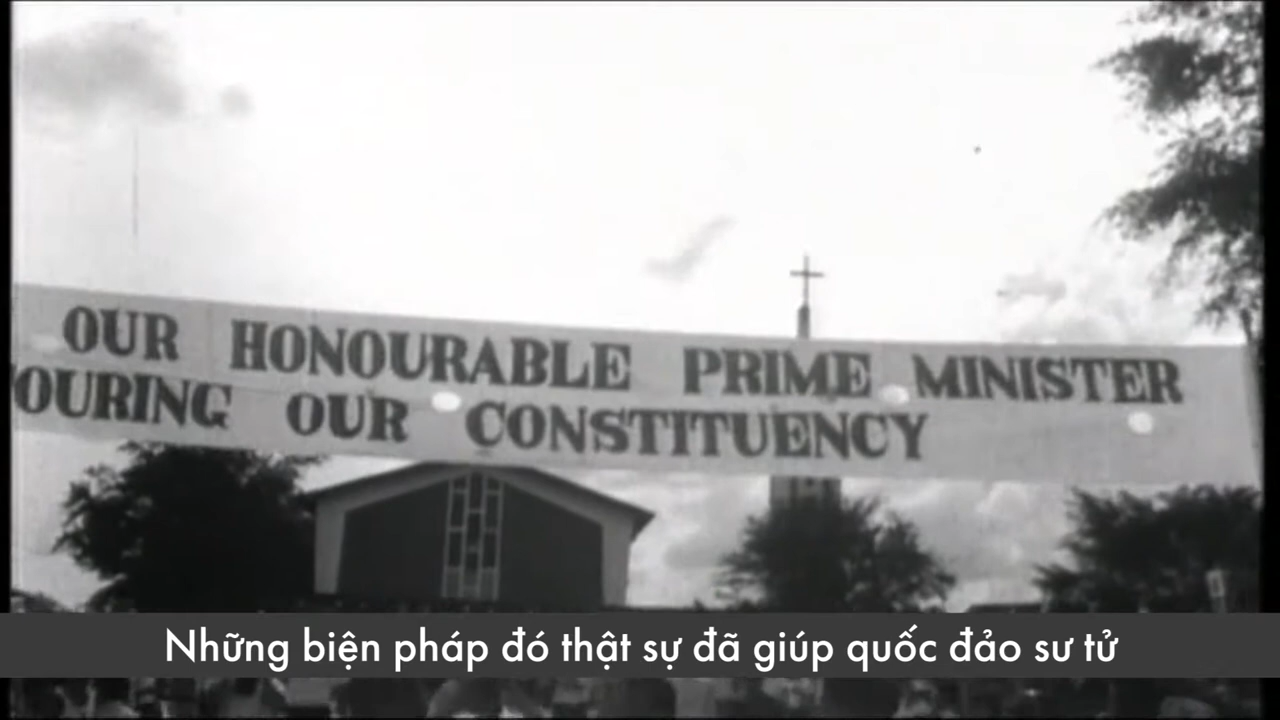 OUR HONOURABLE PRIME MINISTER
OURING OUR CONSTITUENCY
Những biện pháp đó thật sự đã giúp quốc đảo sư tử